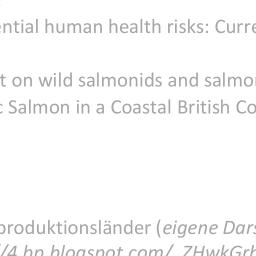 ntial human health risks: Curre
t on wild salmonids and salmo
c Salmon in a Coastal British Co
produktionsländer (eigene Dars
/4.bp.blogspot.com/_ZHwkGrh